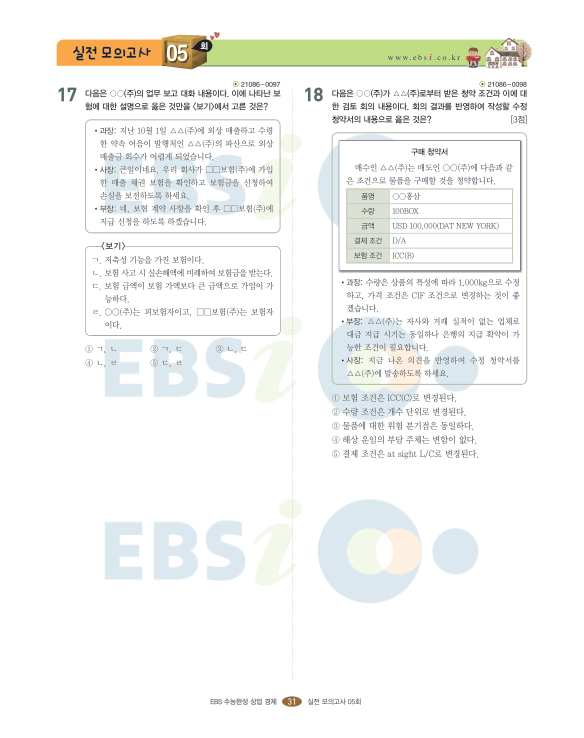 실전 모의고사 05 회
www.ebsi.co.kr
21086-0097
17 다음은 ○○(주)의 업무 보고 대화 내용이다. 이에 나타난 보
험에 대한 설명으로 옳은 것만을 <보기>에서 고른 것은?
• 과장: 지난 10월 1일 △△(주)에 외상 매출하고 수령
한 약속 어음이 발행처인 △△(주)의 파산으로 외상
매출금 회수가 어렵게 되었습니다.
• 사장: 큰일이네요. 우리 회사가 □□보험(주)에 가입
한 매출 채권 보험을 확인하고 보험금을 신청하여
손실을 보전하도록 하세요.
• 부장: 네, 보험 계약 사항을 확인 후 □□보험(주)에
지급 신청을 하도록 하겠습니다.
<보기>
ㄱ. 저축성 기능을 가진 보험이다.
ㄴ. 보험 사고 시 실손해액에 비례하여 보험금을 받는다.
ㄷ. 보험 금액이 보험 가액보다 큰 금액으로 가입이 가
능하다.
ㄹ. ○○(주)는 피보험자이고, □□보험(주)는 보험자
이다.
① ㄱ, ㄴ ② ㄱ, ㄷ ③ ㄴ, ㄷ
④ ㄴ, ㄹ ⑤ ㄷ, ㄹ
21086-0098
18 다음은 ○○(주)가 △△(주)로부터 받은 청약 조건과 이에 대
한 검토 회의 내용이다. 회의 결과를 반영하여 작성할 수정
청약서의 내용으로 옳은 것은? [3점]
구매 청약서
매수인 △△(주)는 매도인 ○○(주)에 다음과 같
은 조건으로 물품을 구매할 것을 청약합니다.
품명 ○○홍삼
수량 100BOX
금액 USD 100,000(DAT NEW YORK)
결제 조건 D/A
보험 조건 ICC(B)
• 과장: 수량은 상품의 특성에 따라 1,000kg으로 수정
하고, 가격 조건은 CIF 조건으로 변경하는 것이 좋
겠습니다.
• 부장: △△(주)는 자사와 거래 실적이 없는 업체로
대금 지급 시기는 동일하나 은행의 지급 확약이 가
능한 조건이 필요합니다.
• 사장: 지금 나온 의견을 반영하여 수정 청약서를
△△(주)에 발송하도록 하세요.
① 보험 조건은 ICC(C)로 변경된다.
② 수량 조건은 개수 단위로 변경된다.
③ 물품에 대한 위험 분기점은 동일하다.
④ 해상 운임의 부담 주체는 변함이 없다.
⑤ 결제 조건은 at sight L/C로 변경된다.
EBSi
EBSi
EBS 수능완성 상업 경제 31 실전 모의고사 05회